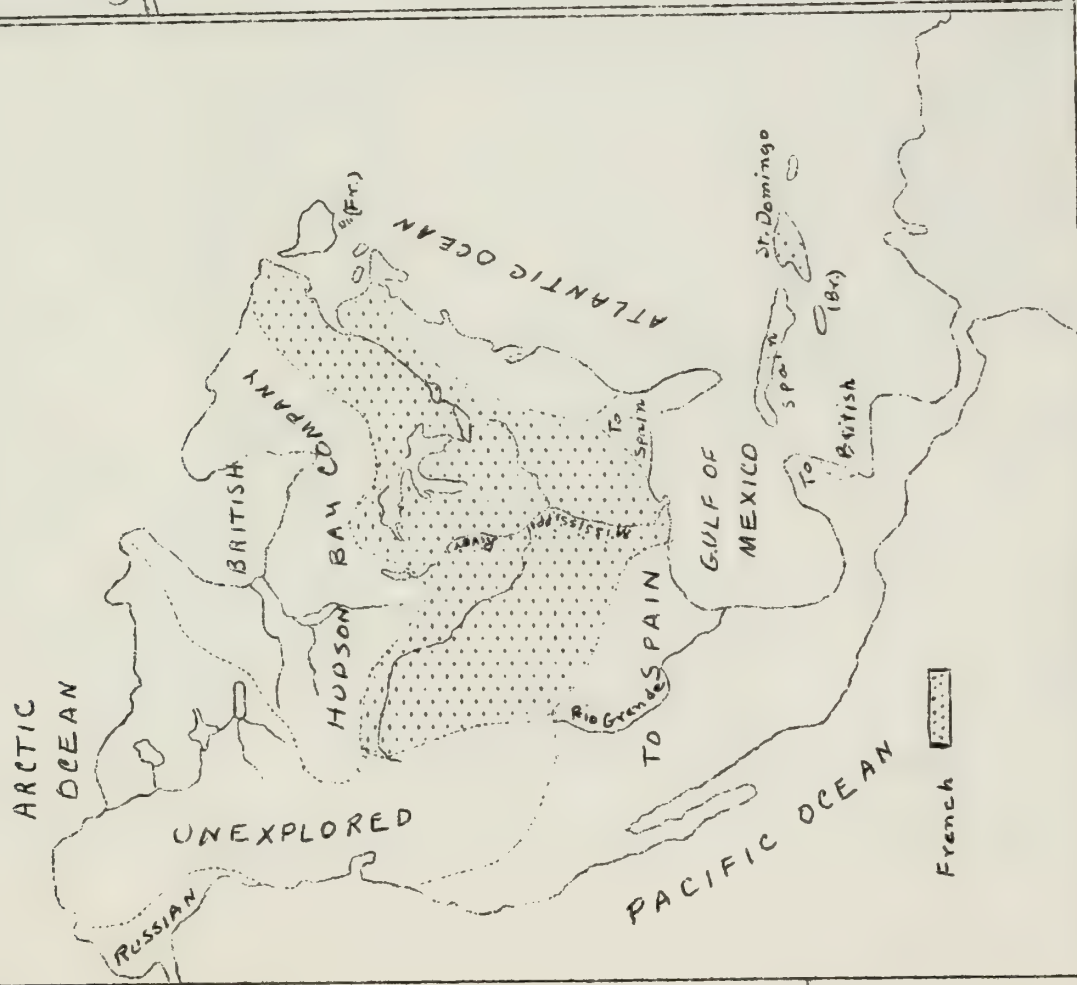 ARCTIC
OCEAN
RUSSIAN
UNEXPLORED
BRITISH
HUDSON
BAY
COMPANY
(Fr.)
ATLANTIC OCEAN
River
Mississippi
To
Spain
TO SPAIN
Rio Grande
GULF OF
MEXICO
Spain
St. Domingo
(Br.)
To
British
PACIFIC OCEAN
French